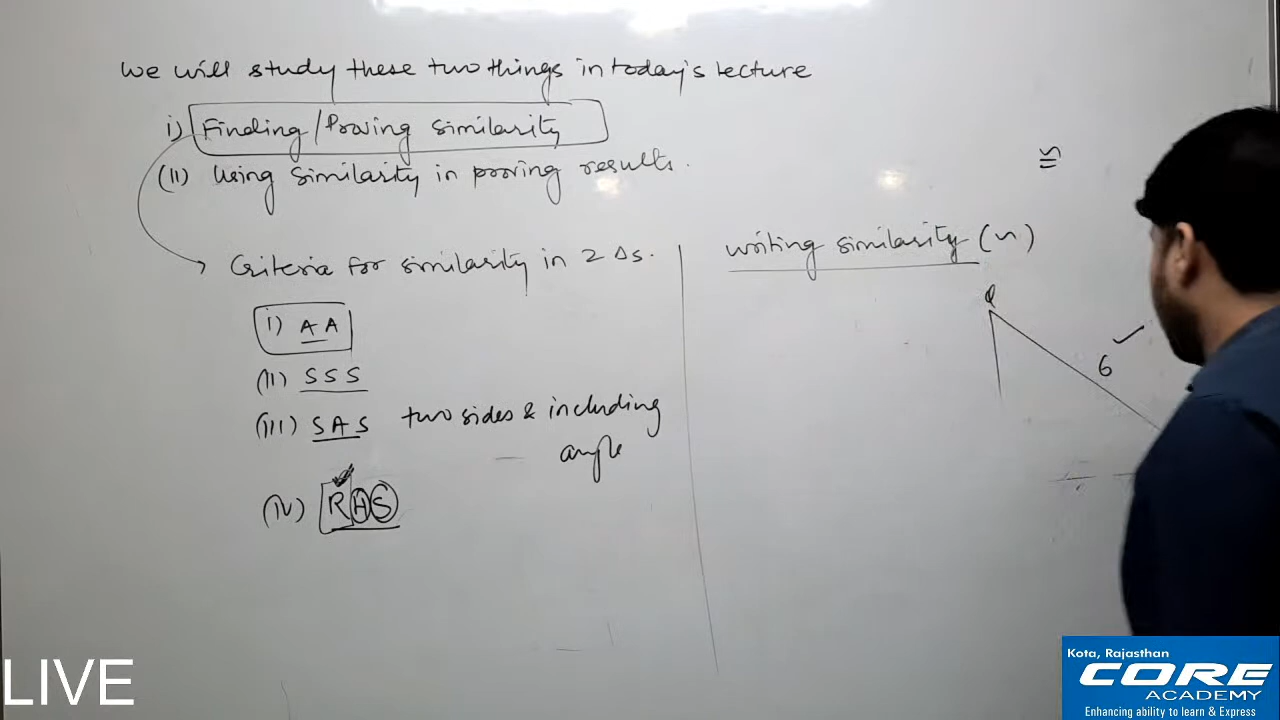 We will study these two things in today's lecture
i) Finding/Proving Similarity
(II) Using Similarity in proving results.
≅
Criteria for similarity in 2 Δs.
writing similarity (~)
i) AA
(II) SSS
(III) SAS two sides & including
angle
(IV) RHS
Q
6
LIVE
Kota, Rajasthan
CORE
ACADEMY
Enhancing ability to learn & Express